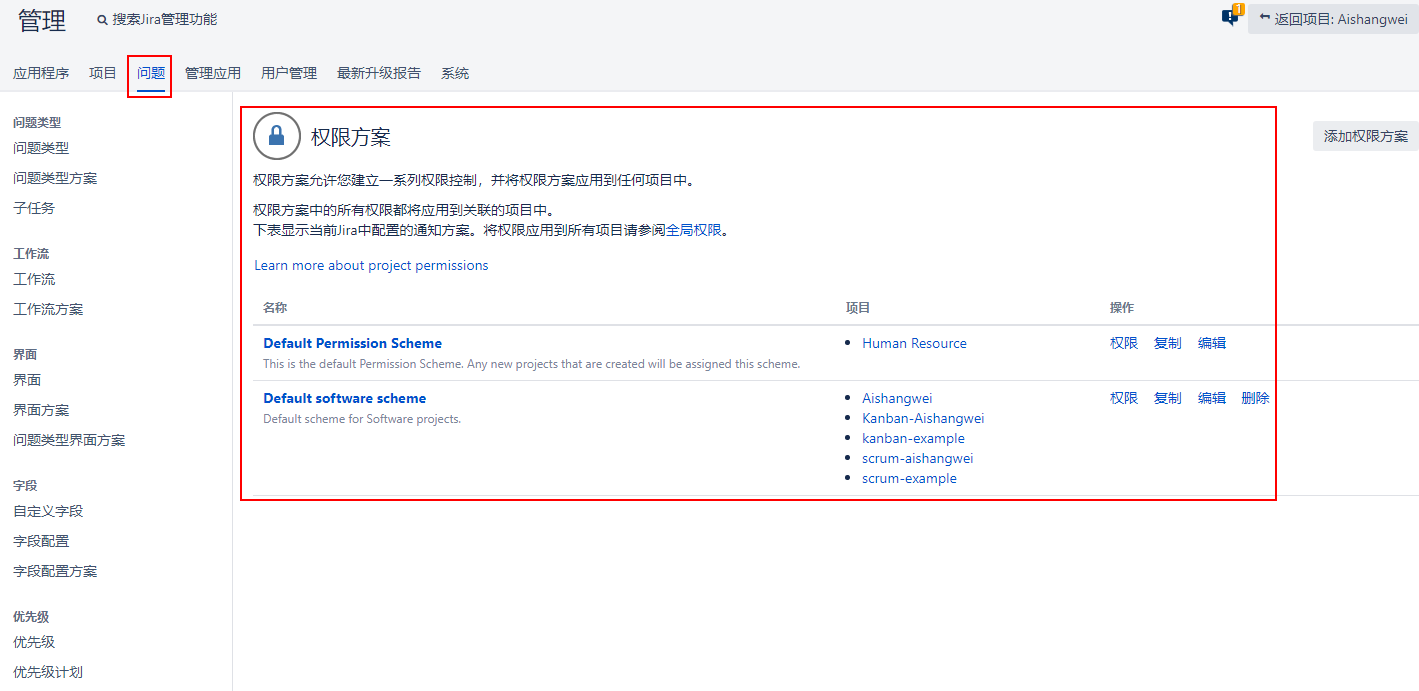 管理
搜索Jira管理功能
1
返回项目: Aishangwei
应用程序 项目 问题 管理应用 用户管理 最新升级报告 系统
问题类型
问题类型
问题类型方案
子任务
工作流
工作流
工作流方案
界面
界面
界面方案
问题类型界面方案
字段
自定义字段
字段配置
字段配置方案
优先级
优先级
优先级计划
权限方案
添加权限方案
权限方案允许您建立一系列权限控制，并将权限方案应用到任何项目中。
权限方案中的所有权限都将应用到关联的项目中。
下表显示当前Jira中配置的通知方案。将权限应用到所有项目请参阅全局权限。
Learn more about project permissions
名称 项目 操作
Default Permission Scheme Human Resource 权限 复制 编辑
This is the default Permission Scheme. Any new projects that are created will be assigned this scheme.
Default software scheme Aishangwei 权限 复制 编辑 删除
Default scheme for Software projects. Kanban-Aishangwei
kanban-example
scrum-aishangwei
scrum-example